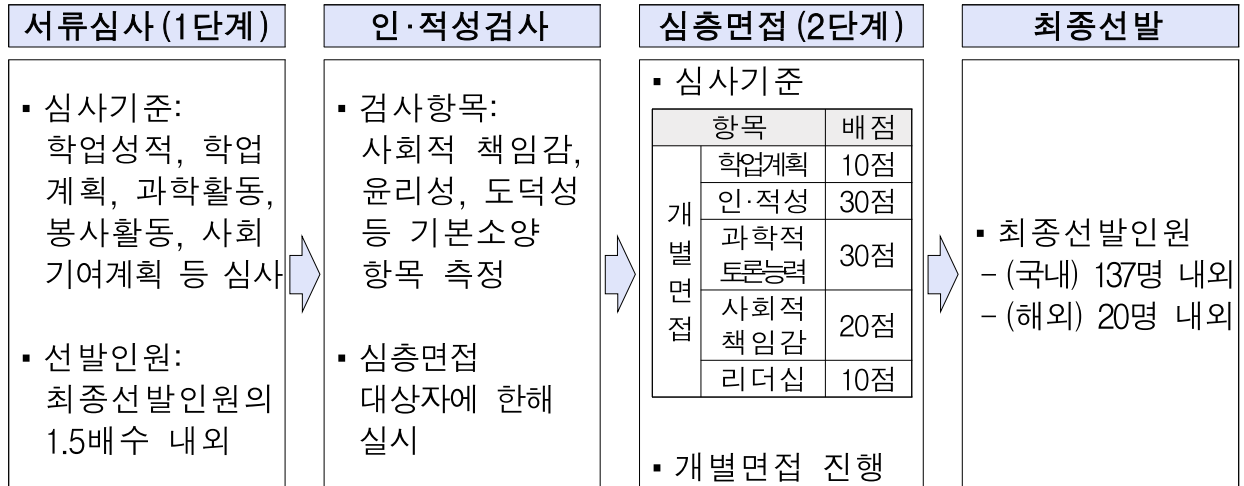 서류심사(1단계)
▪ 심사기준:
학업성적, 학업
계획, 과학활동,
봉사활동, 사회
기여계획 등 심사
▪ 선발인원:
최종선발인원의
1.5배수 내외
인·적성검사
▪ 검사항목:
사회적 책임감,
윤리성, 도덕성
등 기본소양
항목 측정
▪ 심층면접
대상자에 한해
실시
심층면접(2단계)
▪ 심사기준
항목 배점
개별면접
학업계획 10점
인·적성 30점
과학적
토론능력 30점
사회적
책임감 20점
리더십 10점
▪ 개별면접 진행
최종선발
▪ 최종선발인원
- (국내) 137명 내외
- (해외) 20명 내외